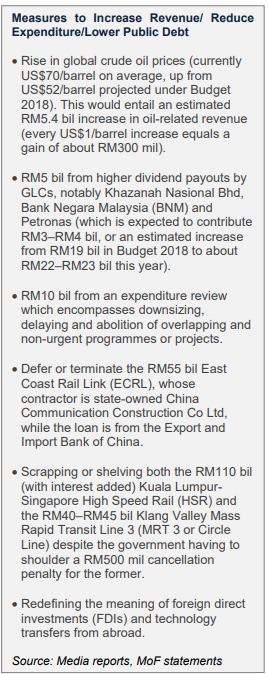 Measures to Increase Revenue/ Reduce
Expenditure/Lower Public Debt
• Rise in global crude oil prices (currently
US$70/barrel on average, up from
US$52/barrel projected under Budget
2018). This would entail an estimated
RM5.4 bil increase in oil-related revenue
(every US$1/barrel increase equals a
gain of about RM300 mil).
• RM5 bil from higher dividend payouts by
GLCs, notably Khazanah Nasional Bhd,
Bank Negara Malaysia (BNM) and
Petronas (which is expected to contribute
RM3–RM4 bil, or an estimated increase
from RM19 bil in Budget 2018 to about
RM22–RM23 bil this year).
• RM10 bil from an expenditure review
which encompasses downsizing,
delaying and abolition of overlapping and
non-urgent programmes or projects.
• Defer or terminate the RM55 bil East
Coast Rail Link (ECRL), whose
contractor is state-owned China
Communication Construction Co Ltd,
while the loan is from the Export and
Import Bank of China.
• Scrapping or shelving both the RM110 bil
(with interest added) Kuala Lumpur-
Singapore High Speed Rail (HSR) and
the RM40–RM45 bil Klang Valley Mass
Rapid Transit Line 3 (MRT 3 or Circle
Line) despite the government having to
shoulder a RM500 mil cancellation
penalty for the former.
• Redefining the meaning of foreign direct
investments (FDIs) and technology
transfers from abroad.
Source: Media reports, MoF statements